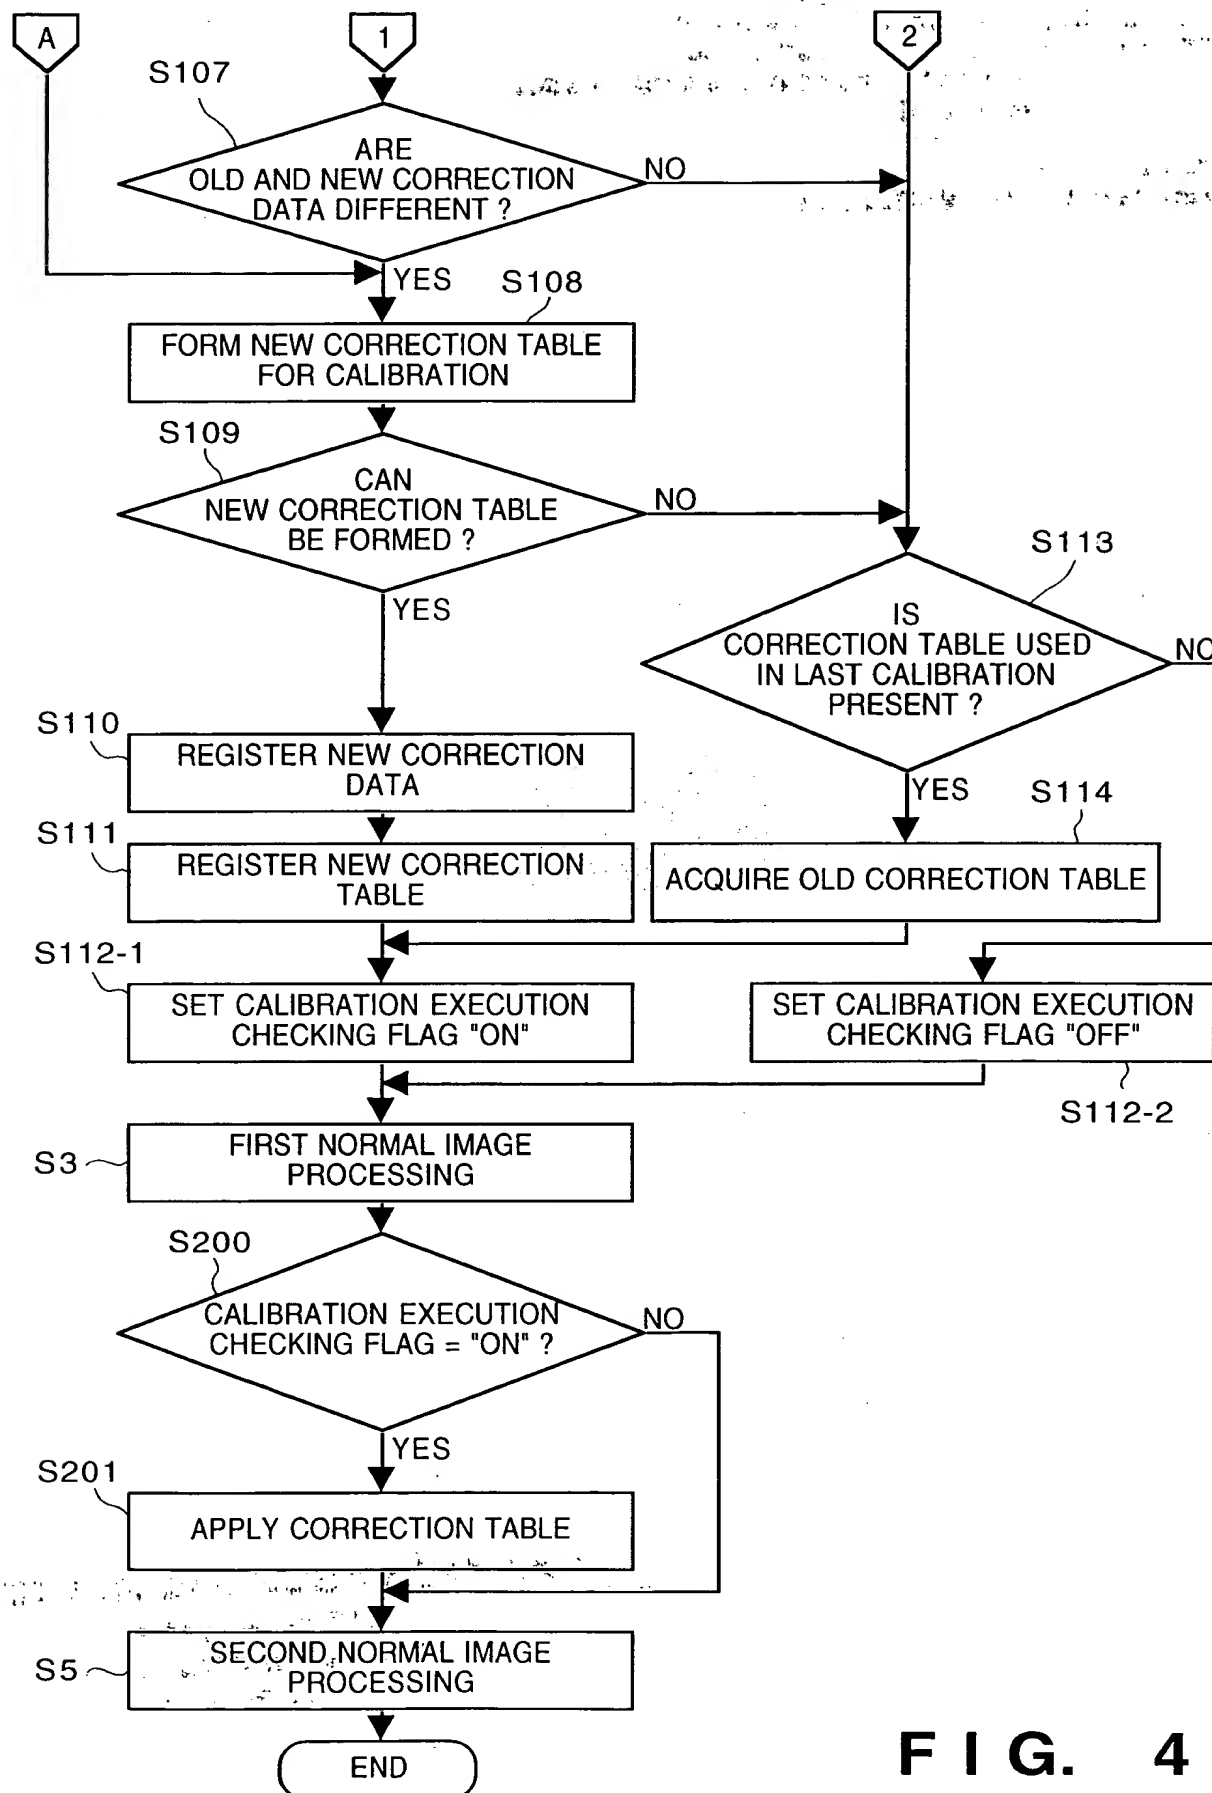 A
1
2
S107
ARE
OLD AND NEW CORRECTION
DATA DIFFERENT ?
NO
YES
S108
FORM NEW CORRECTION TABLE
FOR CALIBRATION
S109
CAN
NEW CORRECTION TABLE
BE FORMED ?
NO
YES
S113
IS
CORRECTION TABLE USED
IN LAST CALIBRATION
PRESENT ?
NO
YES
S110
REGISTER NEW CORRECTION
DATA
S111
REGISTER NEW CORRECTION
TABLE
S114
ACQUIRE OLD CORRECTION TABLE
S112-1
SET CALIBRATION EXECUTION
CHECKING FLAG "ON"
SET CALIBRATION EXECUTION
CHECKING FLAG "OFF"
S112-2
S3
FIRST NORMAL IMAGE
PROCESSING
S200
CALIBRATION EXECUTION
CHECKING FLAG = "ON" ?
NO
YES
S201
APPLY CORRECTION TABLE
S5
SECOND NORMAL IMAGE
PROCESSING
END
FIG. 4